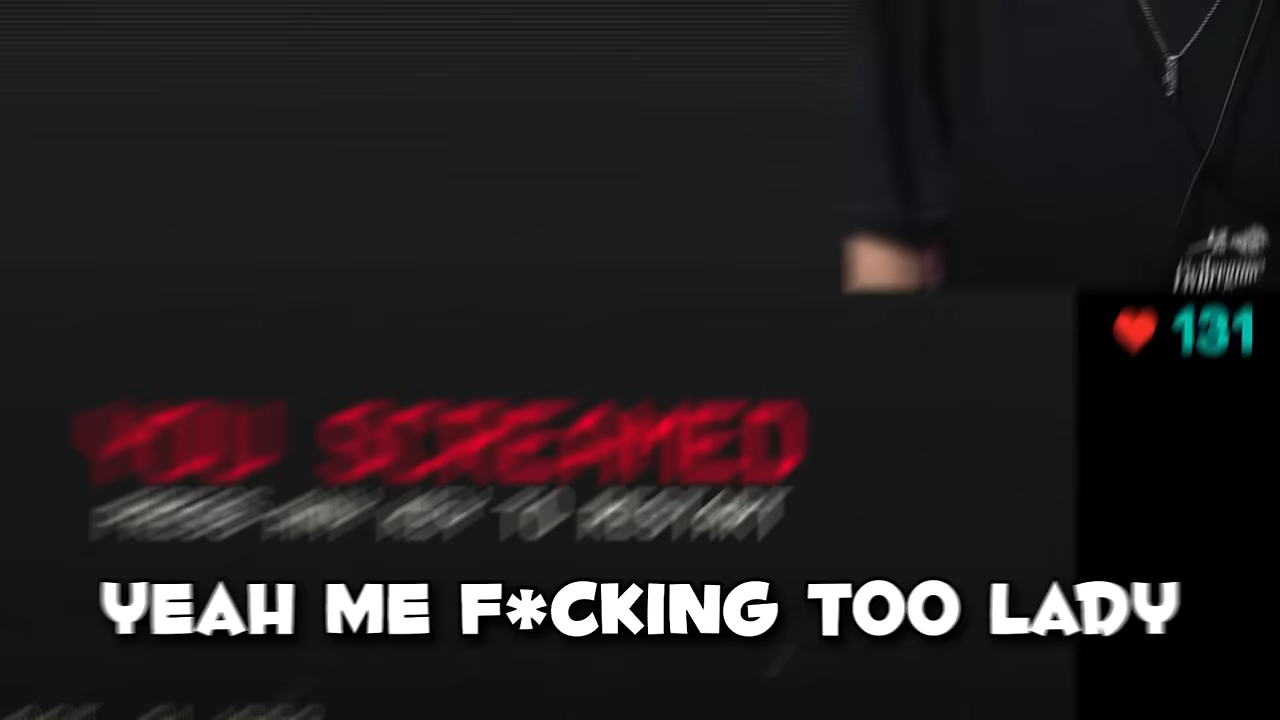 131
YOU SCREAMED
PRESS ANY KEY TO RESTART
YEAH ME F*CKING TOO LADY